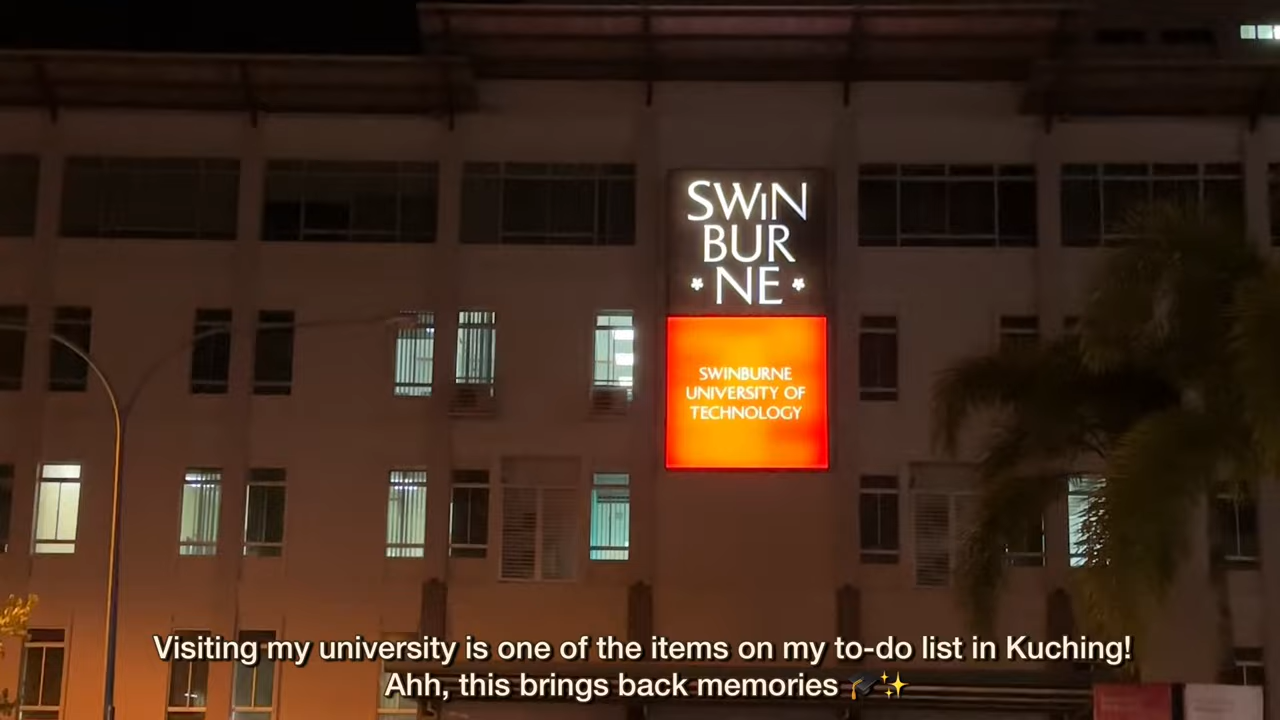 SWiN
BUR
NE
SWINBURNE
UNIVERSITY OF
TECHNOLOGY
Visiting my university is one of the items on my to-do list in Kuching!
Ahh, this brings back memories 🎓✨